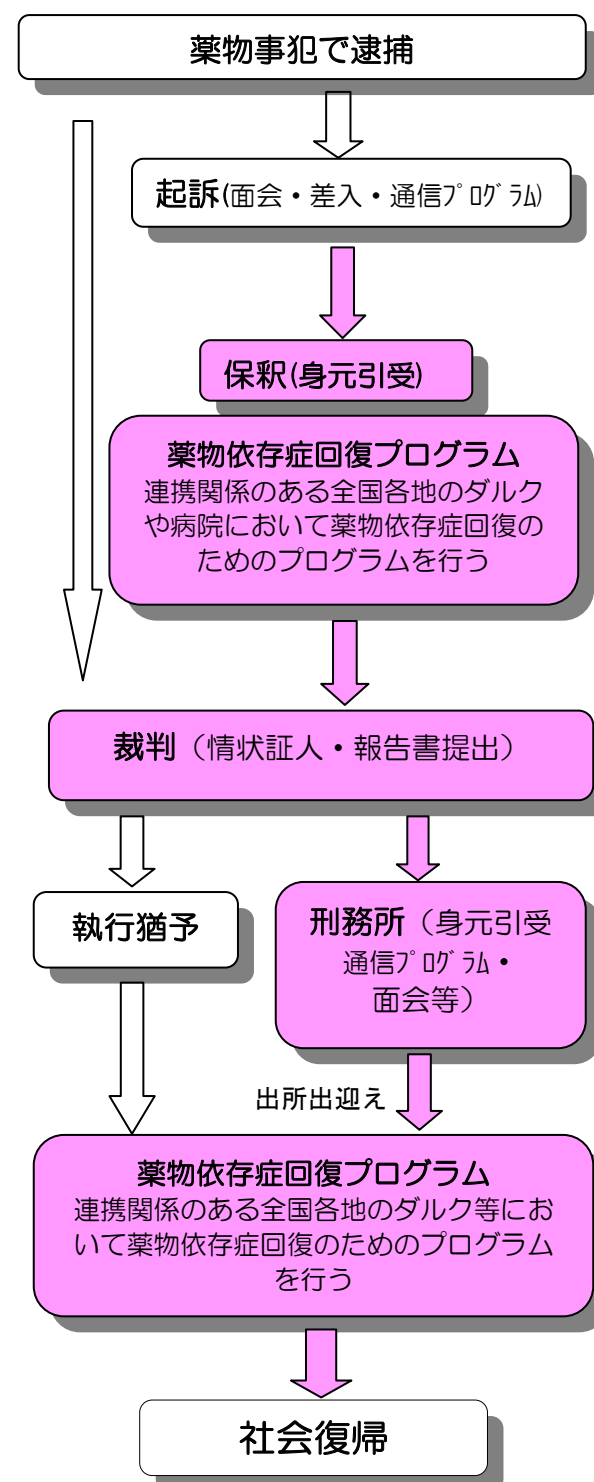 薬物事犯で逮捕
起訴(面会・差入・通信ﾌﾟﾛｸﾞﾗﾑ)
保釈(身元引受)
薬物依存症回復プログラム
連携関係のある全国各地のダルク
や病院において薬物依存症回復の
ためのプログラムを行う
裁判（情状証人・報告書提出）
執行猶予
刑務所（身元引受
通信ﾌﾟﾛｸﾞﾗﾑ・
面会等）
出所出迎え
薬物依存症回復プログラム
連携関係のある全国各地のダルク等にお
いて薬物依存症回復のためのプログラム
を行う
社会復帰